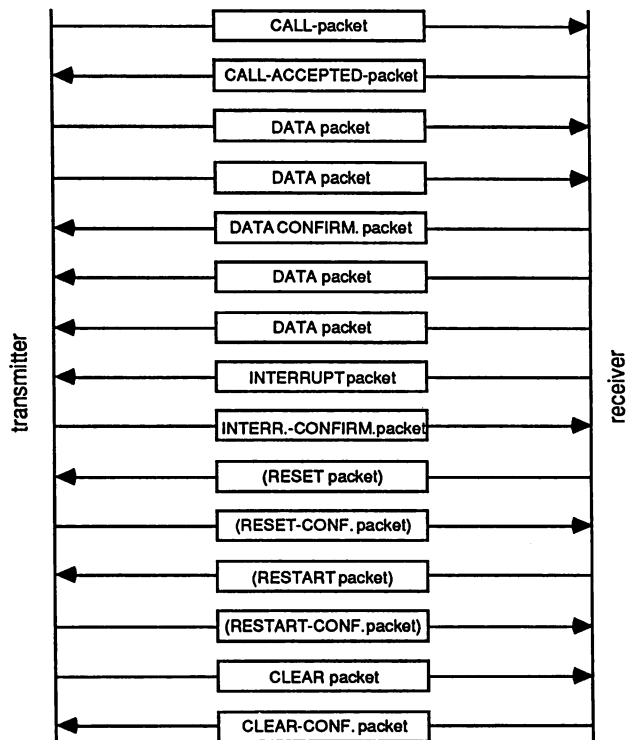 CALL-packet
CALL-ACCEPTED-packet
DATA packet
DATA packet
DATA CONFIRM. packet
DATA packet
DATA packet
INTERRUPT packet
INTERR.-CONFIRM.packet
(RESET packet)
(RESET-CONF. packet)
(RESTART packet)
(RESTART-CONF. packet)
CLEAR packet
CLEAR-CONF. packet
transmitter
receiver